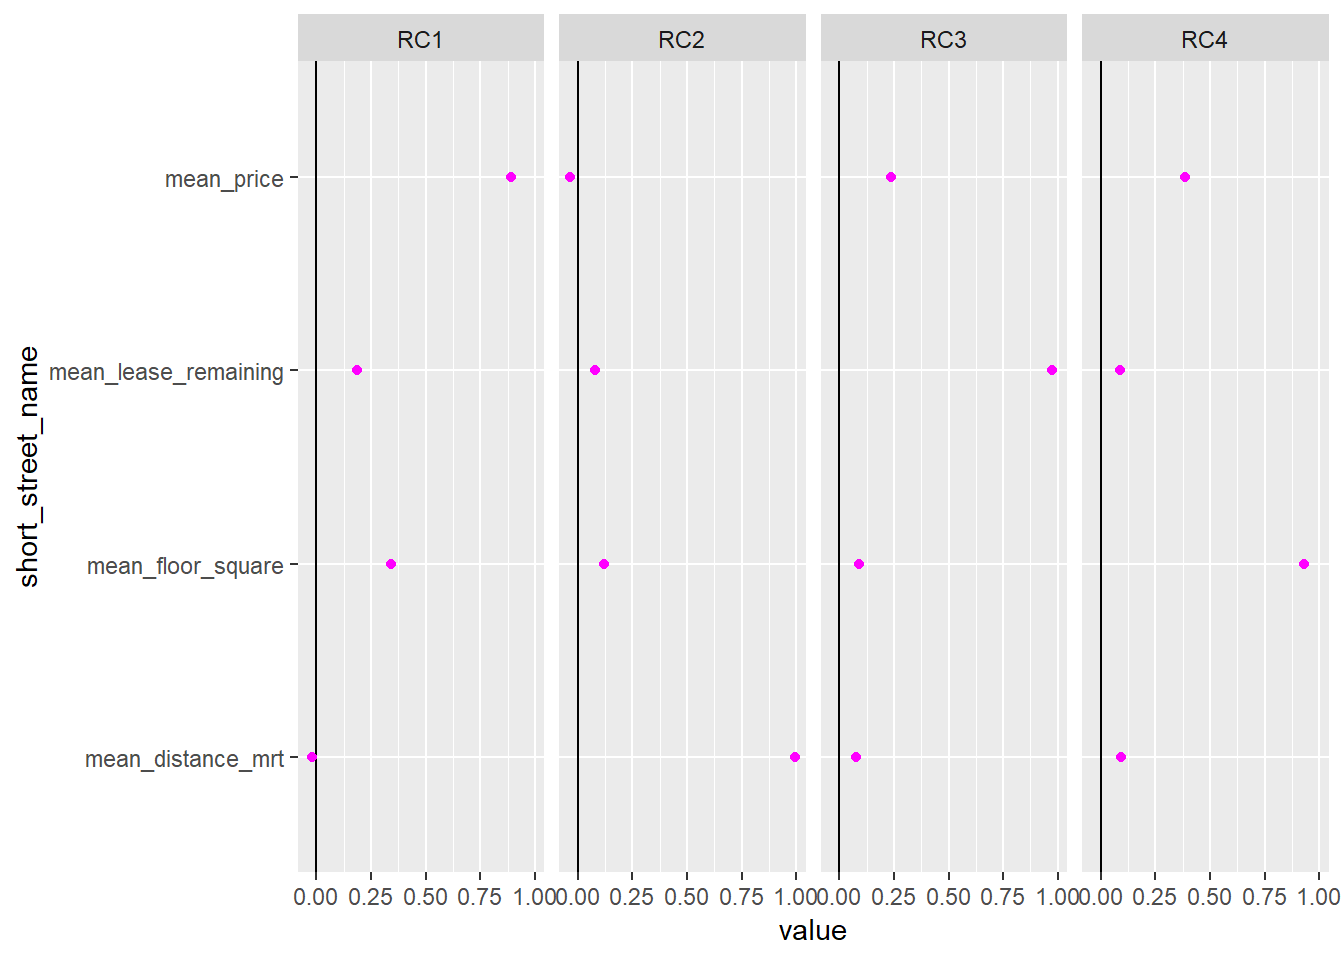 RC1 RC2 RC3 RC4
mean_price
mean_lease_remaining
mean_floor_square
mean_distance_mrt
short_street_name
0.00 0.25 0.50 0.75 1.00 0.00 0.25 0.50 0.75 1.00 0.00 0.25 0.50 0.75 1.00 0.00 0.25 0.50 0.75 1.00
value